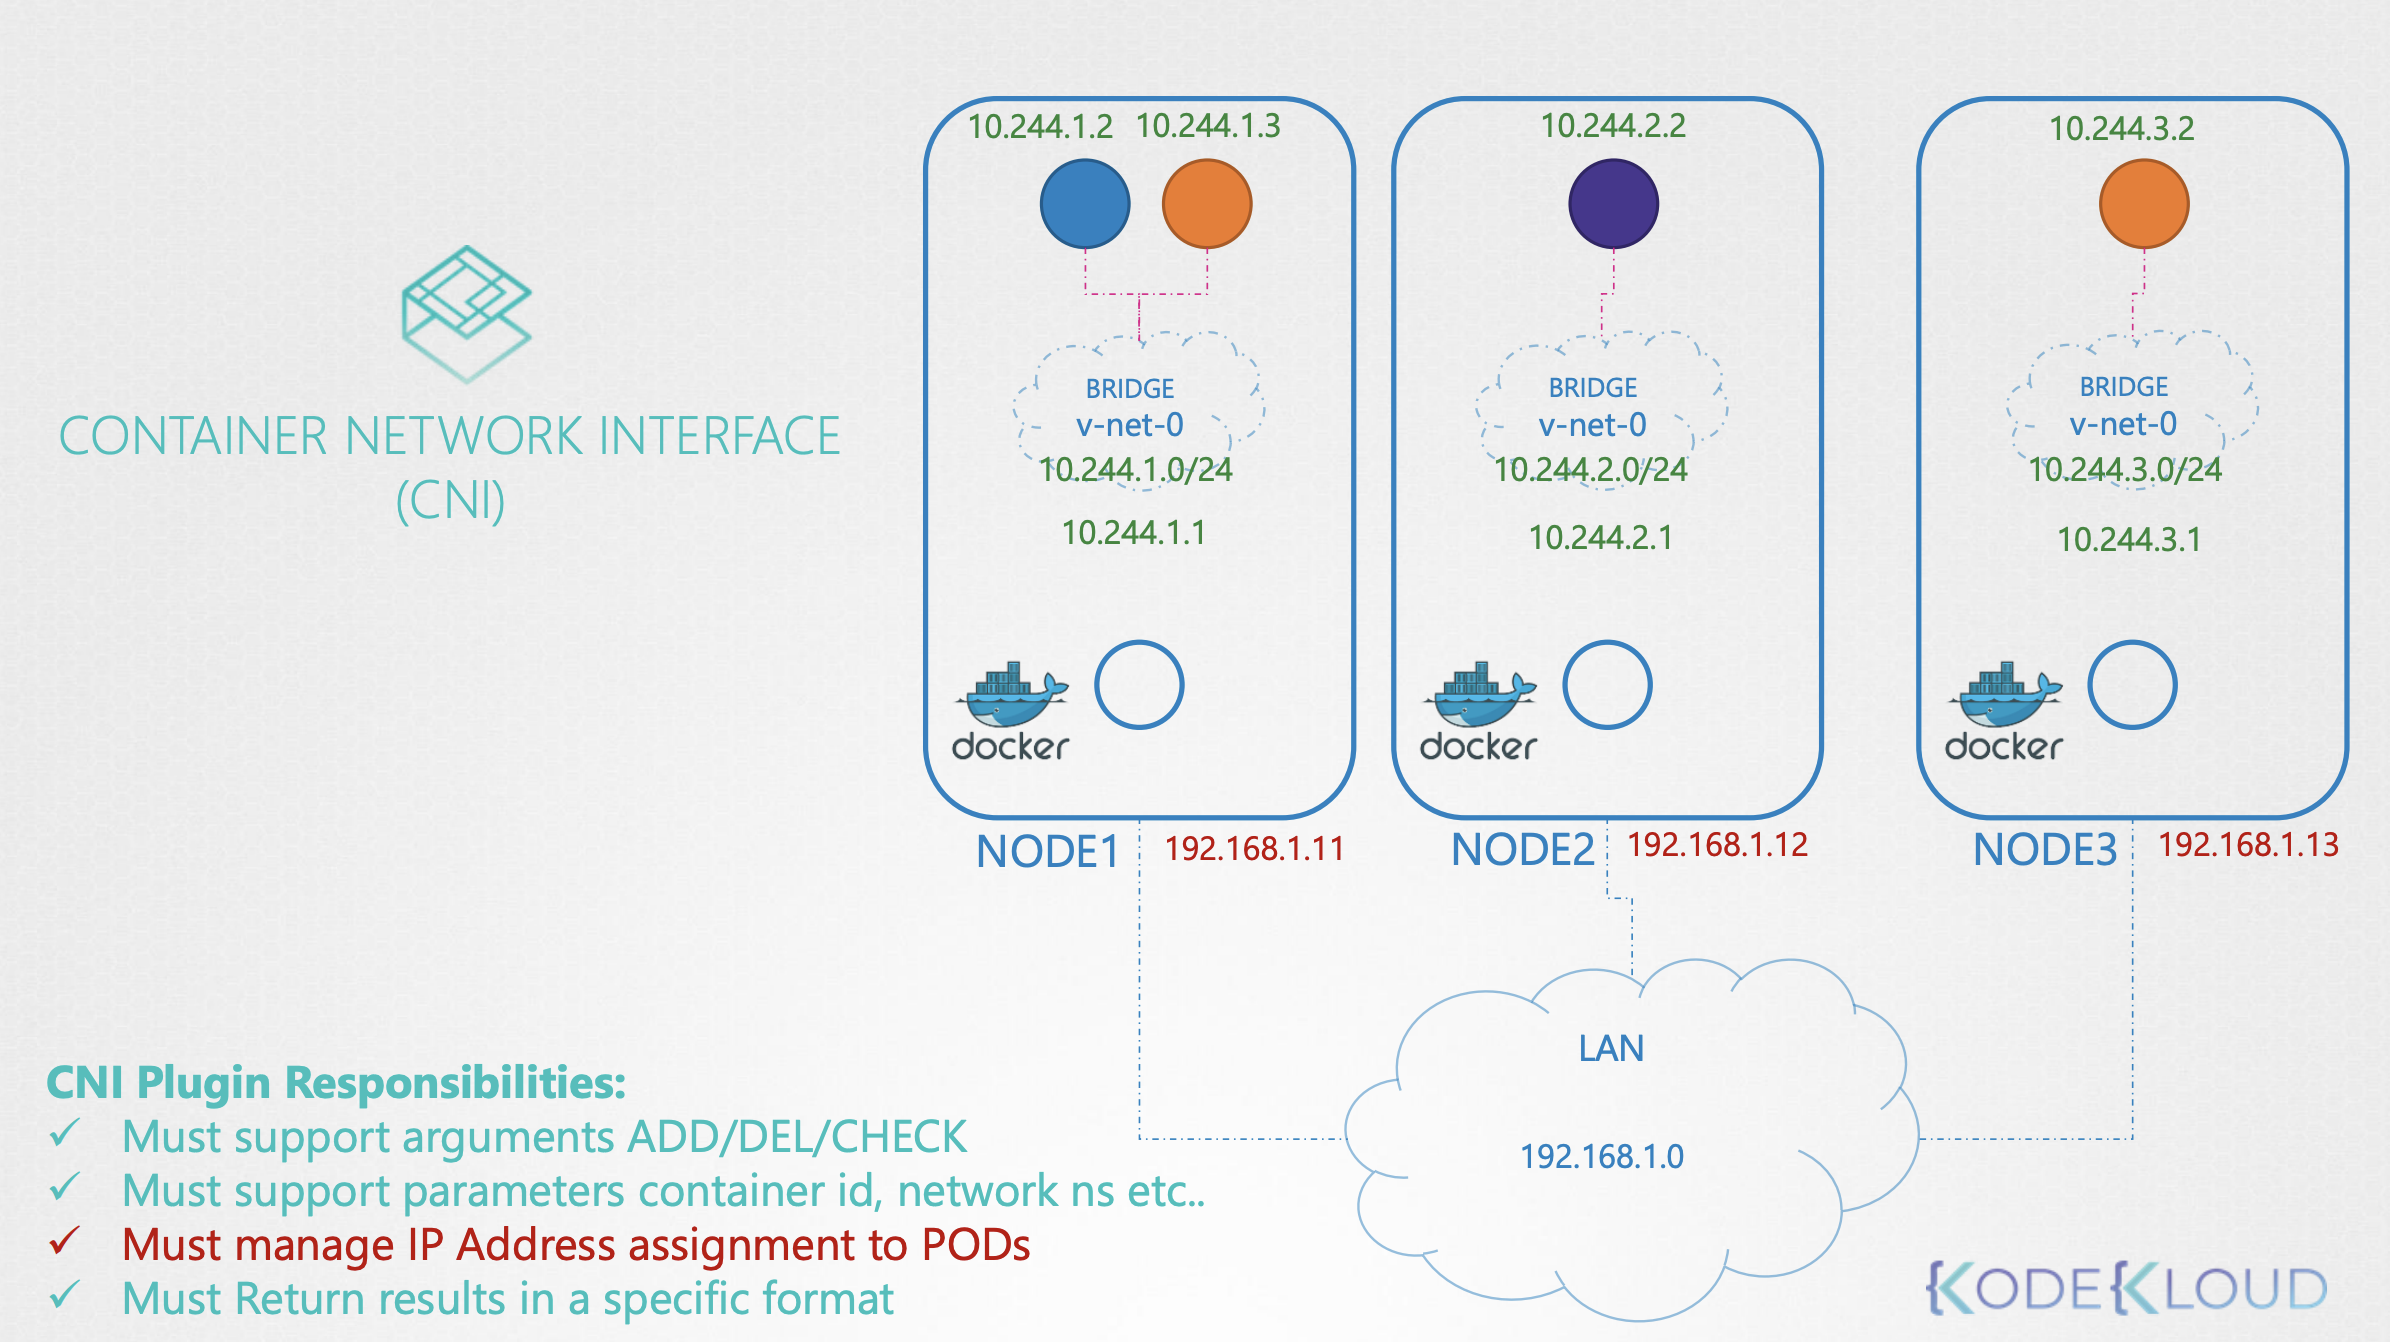 CONTAINER NETWORK INTERFACE
(CNI)
10.244.1.2 10.244.1.3
BRIDGE
v-net-0
10.244.1.0/24
10.244.1.1
docker
NODE1 192.168.1.11
10.244.2.2
BRIDGE
v-net-0
10.244.2.0/24
10.244.2.1
docker
NODE2 192.168.1.12
10.244.3.2
BRIDGE
v-net-0
10.244.3.0/24
10.244.3.1
docker
NODE3 192.168.1.13
LAN
192.168.1.0
CNI Plugin Responsibilities:
✓ Must support arguments ADD/DEL/CHECK
✓ Must support parameters container id, network ns etc..
✓ Must manage IP Address assignment to PODs
✓ Must Return results in a specific format
KODEKLOUD